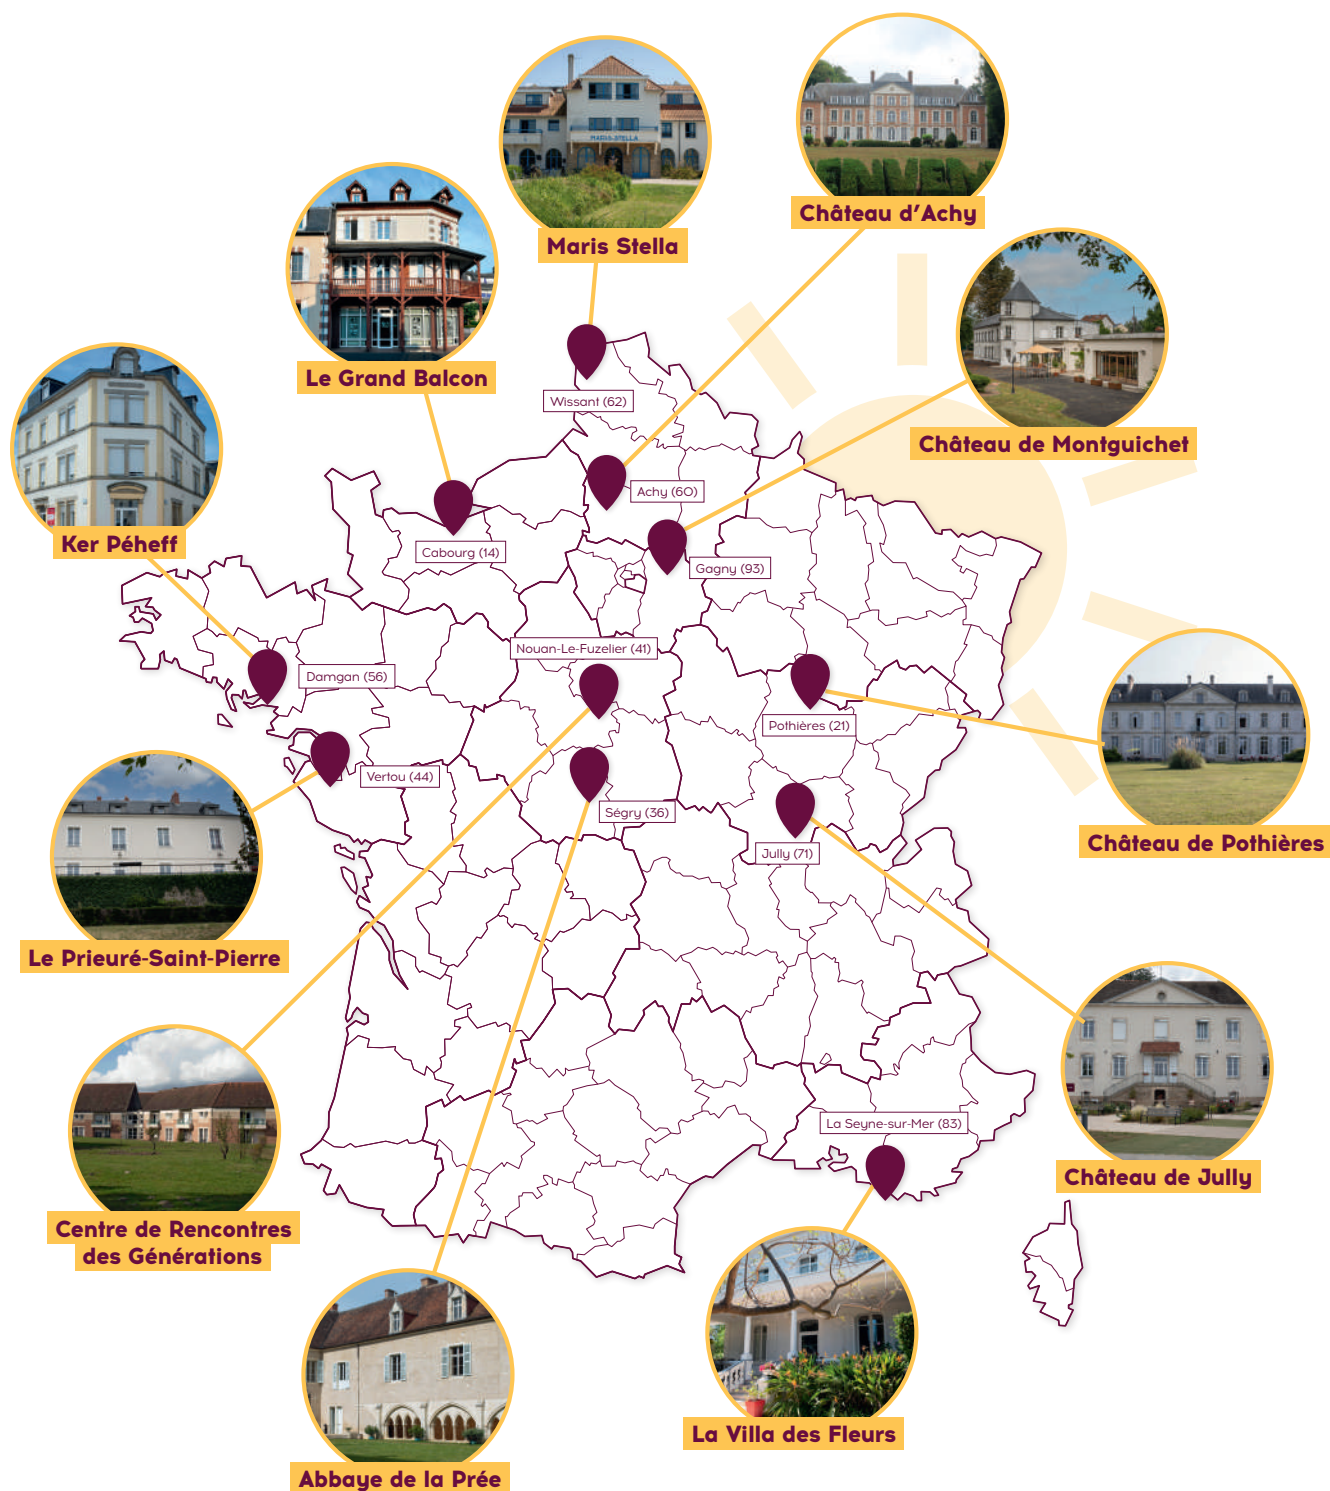 Château d'Achy
Maris Stella
MARIS-STELLA
Le Grand Balcon
Château de Montguichet
Wissant (62)
Achy (60)
Ker Péheff
Cabourg (14)
Gagny (93)
Nouan-Le-Fuzelier (41)
Damgan (56)
Pothières (21)
Vertou (44)
Ségry (36)
Château de Pothières
Jully (71)
Le Prieuré-Saint-Pierre
La Seyne-sur-Mer (83)
Château de Jully
Centre de Rencontres
des Générations
La Villa des Fleurs
Abbaye de la Prée